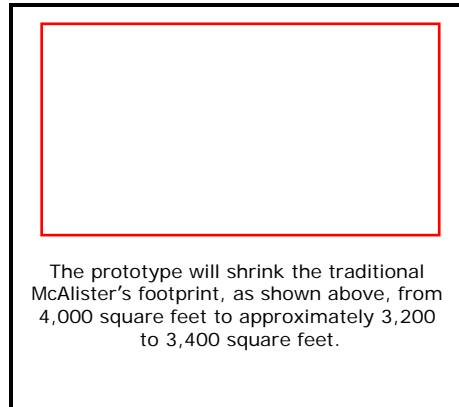 The prototype will shrink the traditional
McAlister’s footprint, as shown above, from
4,000 square feet to approximately 3,200
to 3,400 square feet.